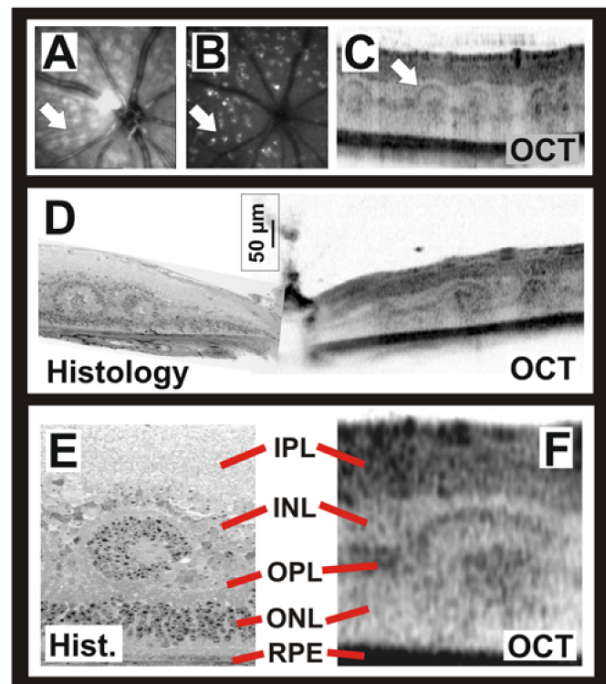 A
B
C
OCT
D
50 µm
Histology
OCT
E
F
IPL
INL
OPL
ONL
RPE
Hist.
OCT